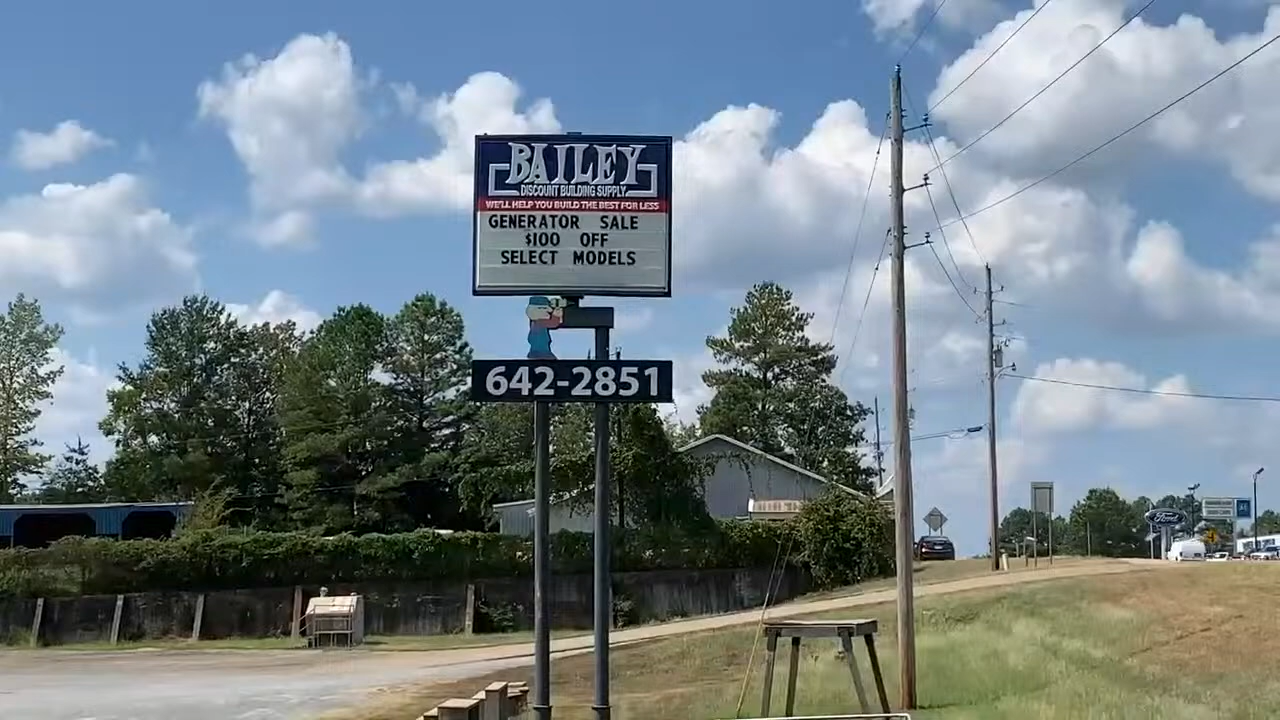 BAILEY
DISCOUNT BUILDING SUPPLY
WE'LL HELP YOU BUILD THE BEST FOR LESS
GENERATOR SALE
$100 OFF
SELECT MODELS
642-2851
Ford